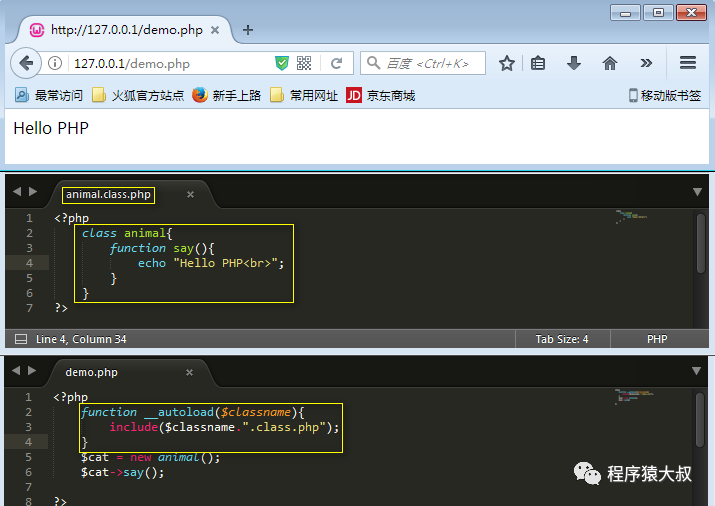 http://127.0.0.1/demo.php
127.0.0.1/demo.php
百度 <Ctrl+K>
最常访问 火狐官方站点 新手上路 常用网址 JD 京东商城 移动版书签
Hello PHP
animal.class.php
1 <?php
2 class animal{
3 function say(){
4 echo "Hello PHP<br>";
5 }
6 }
7 ?>
Line 4, Column 34 Tab Size: 4 PHP
demo.php
1 <?php
2 function __autoload($classname){
3 include($classname.".class.php");
4 }
5 $cat = new animal();
6 $cat->say();
7
8 ?>
程序猿大叔